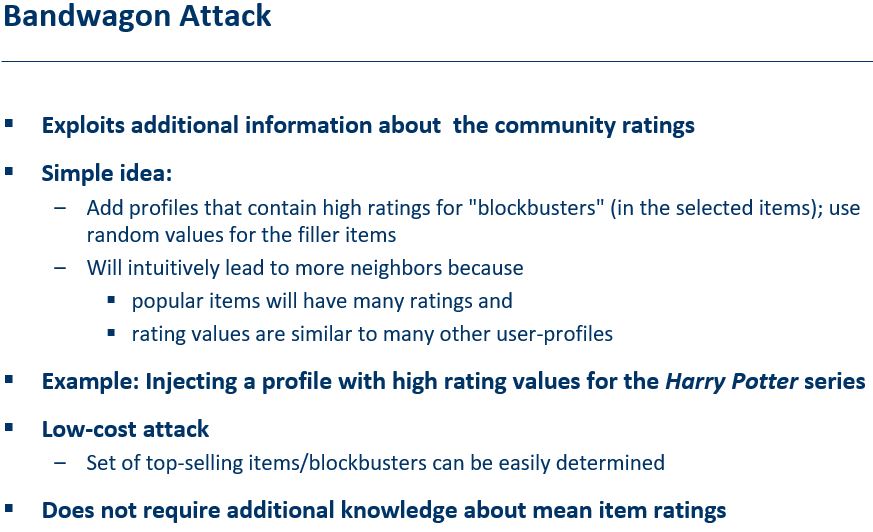 Bandwagon Attack
▪ Exploits additional information about  the community ratings
▪ Simple idea:
– Add profiles that contain high ratings for "blockbusters" (in the selected items); use
random values for the filler items
– Will intuitively lead to more neighbors because
▪ popular items will have many ratings and
▪ rating values are similar to many other user-profiles
▪ Example: Injecting a profile with high rating values for the Harry Potter series
▪ Low-cost attack
– Set of top-selling items/blockbusters can be easily determined
▪ Does not require additional knowledge about mean item ratings